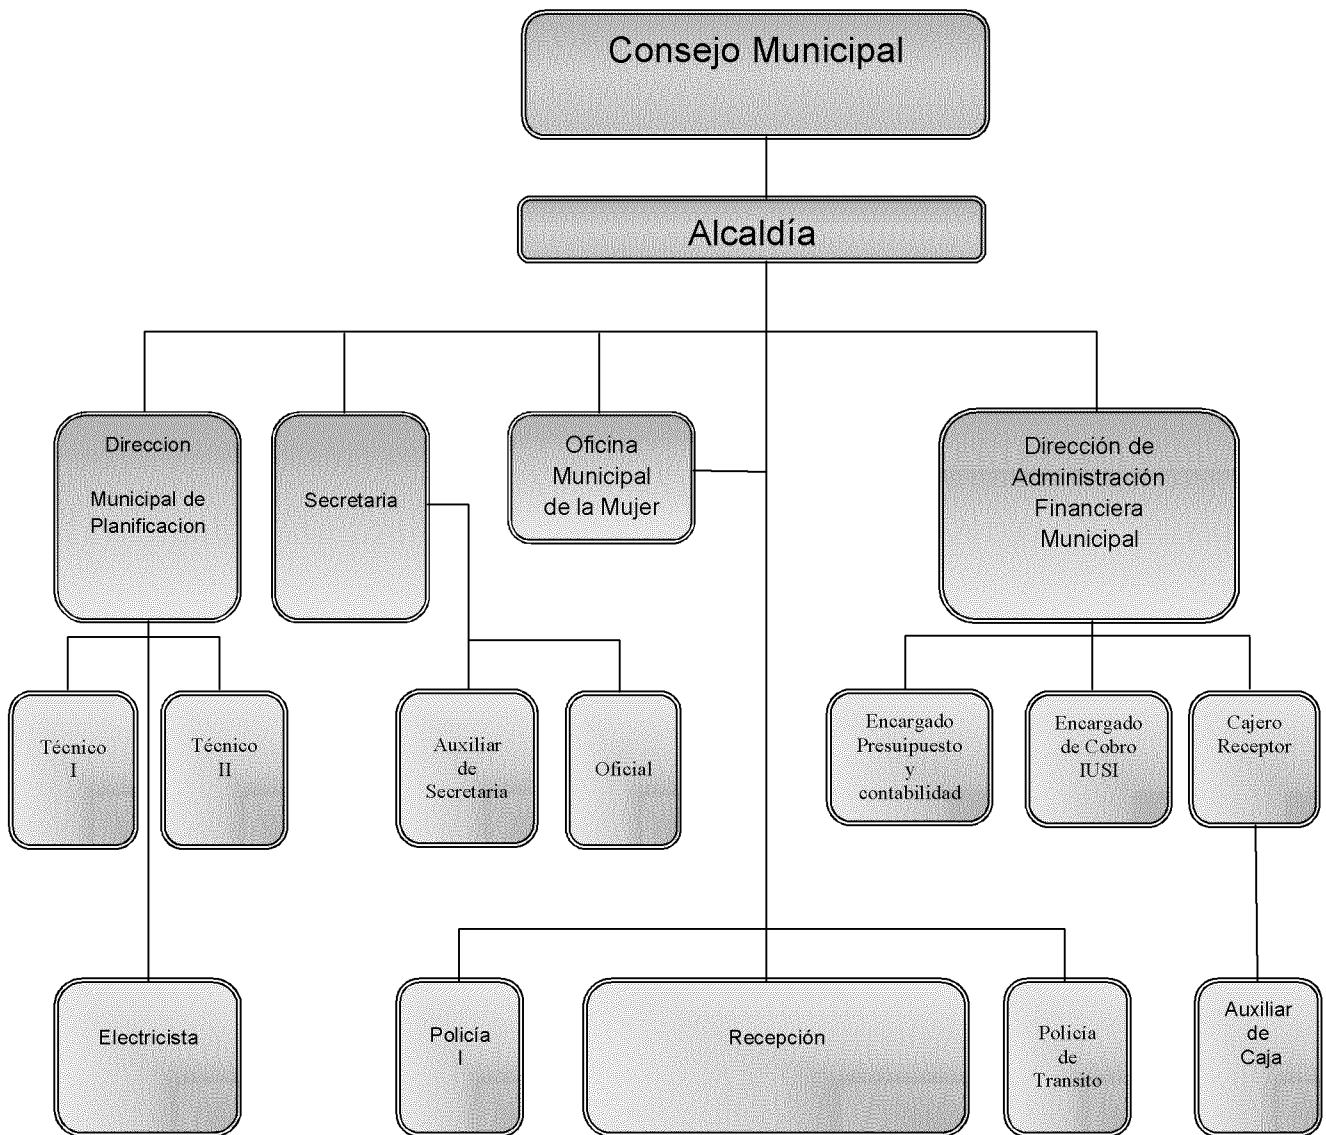 Consejo Municipal
Alcaldía
Direccion
Municipal de
Planificacion
Secretaria
Oficina
Municipal
de la Mujer
Dirección de
Administración
Financiera
Municipal
Técnico
I
Técnico
II
Auxiliar
de
Secretaria
Oficial
Encargado
Presuipuesto
y
contabilidad
Encargado
de Cobro
IUSI
Cajero
Receptor
Electricista
Policía
I
Recepción
Policía
de
Transito
Auxiliar
de
Caja